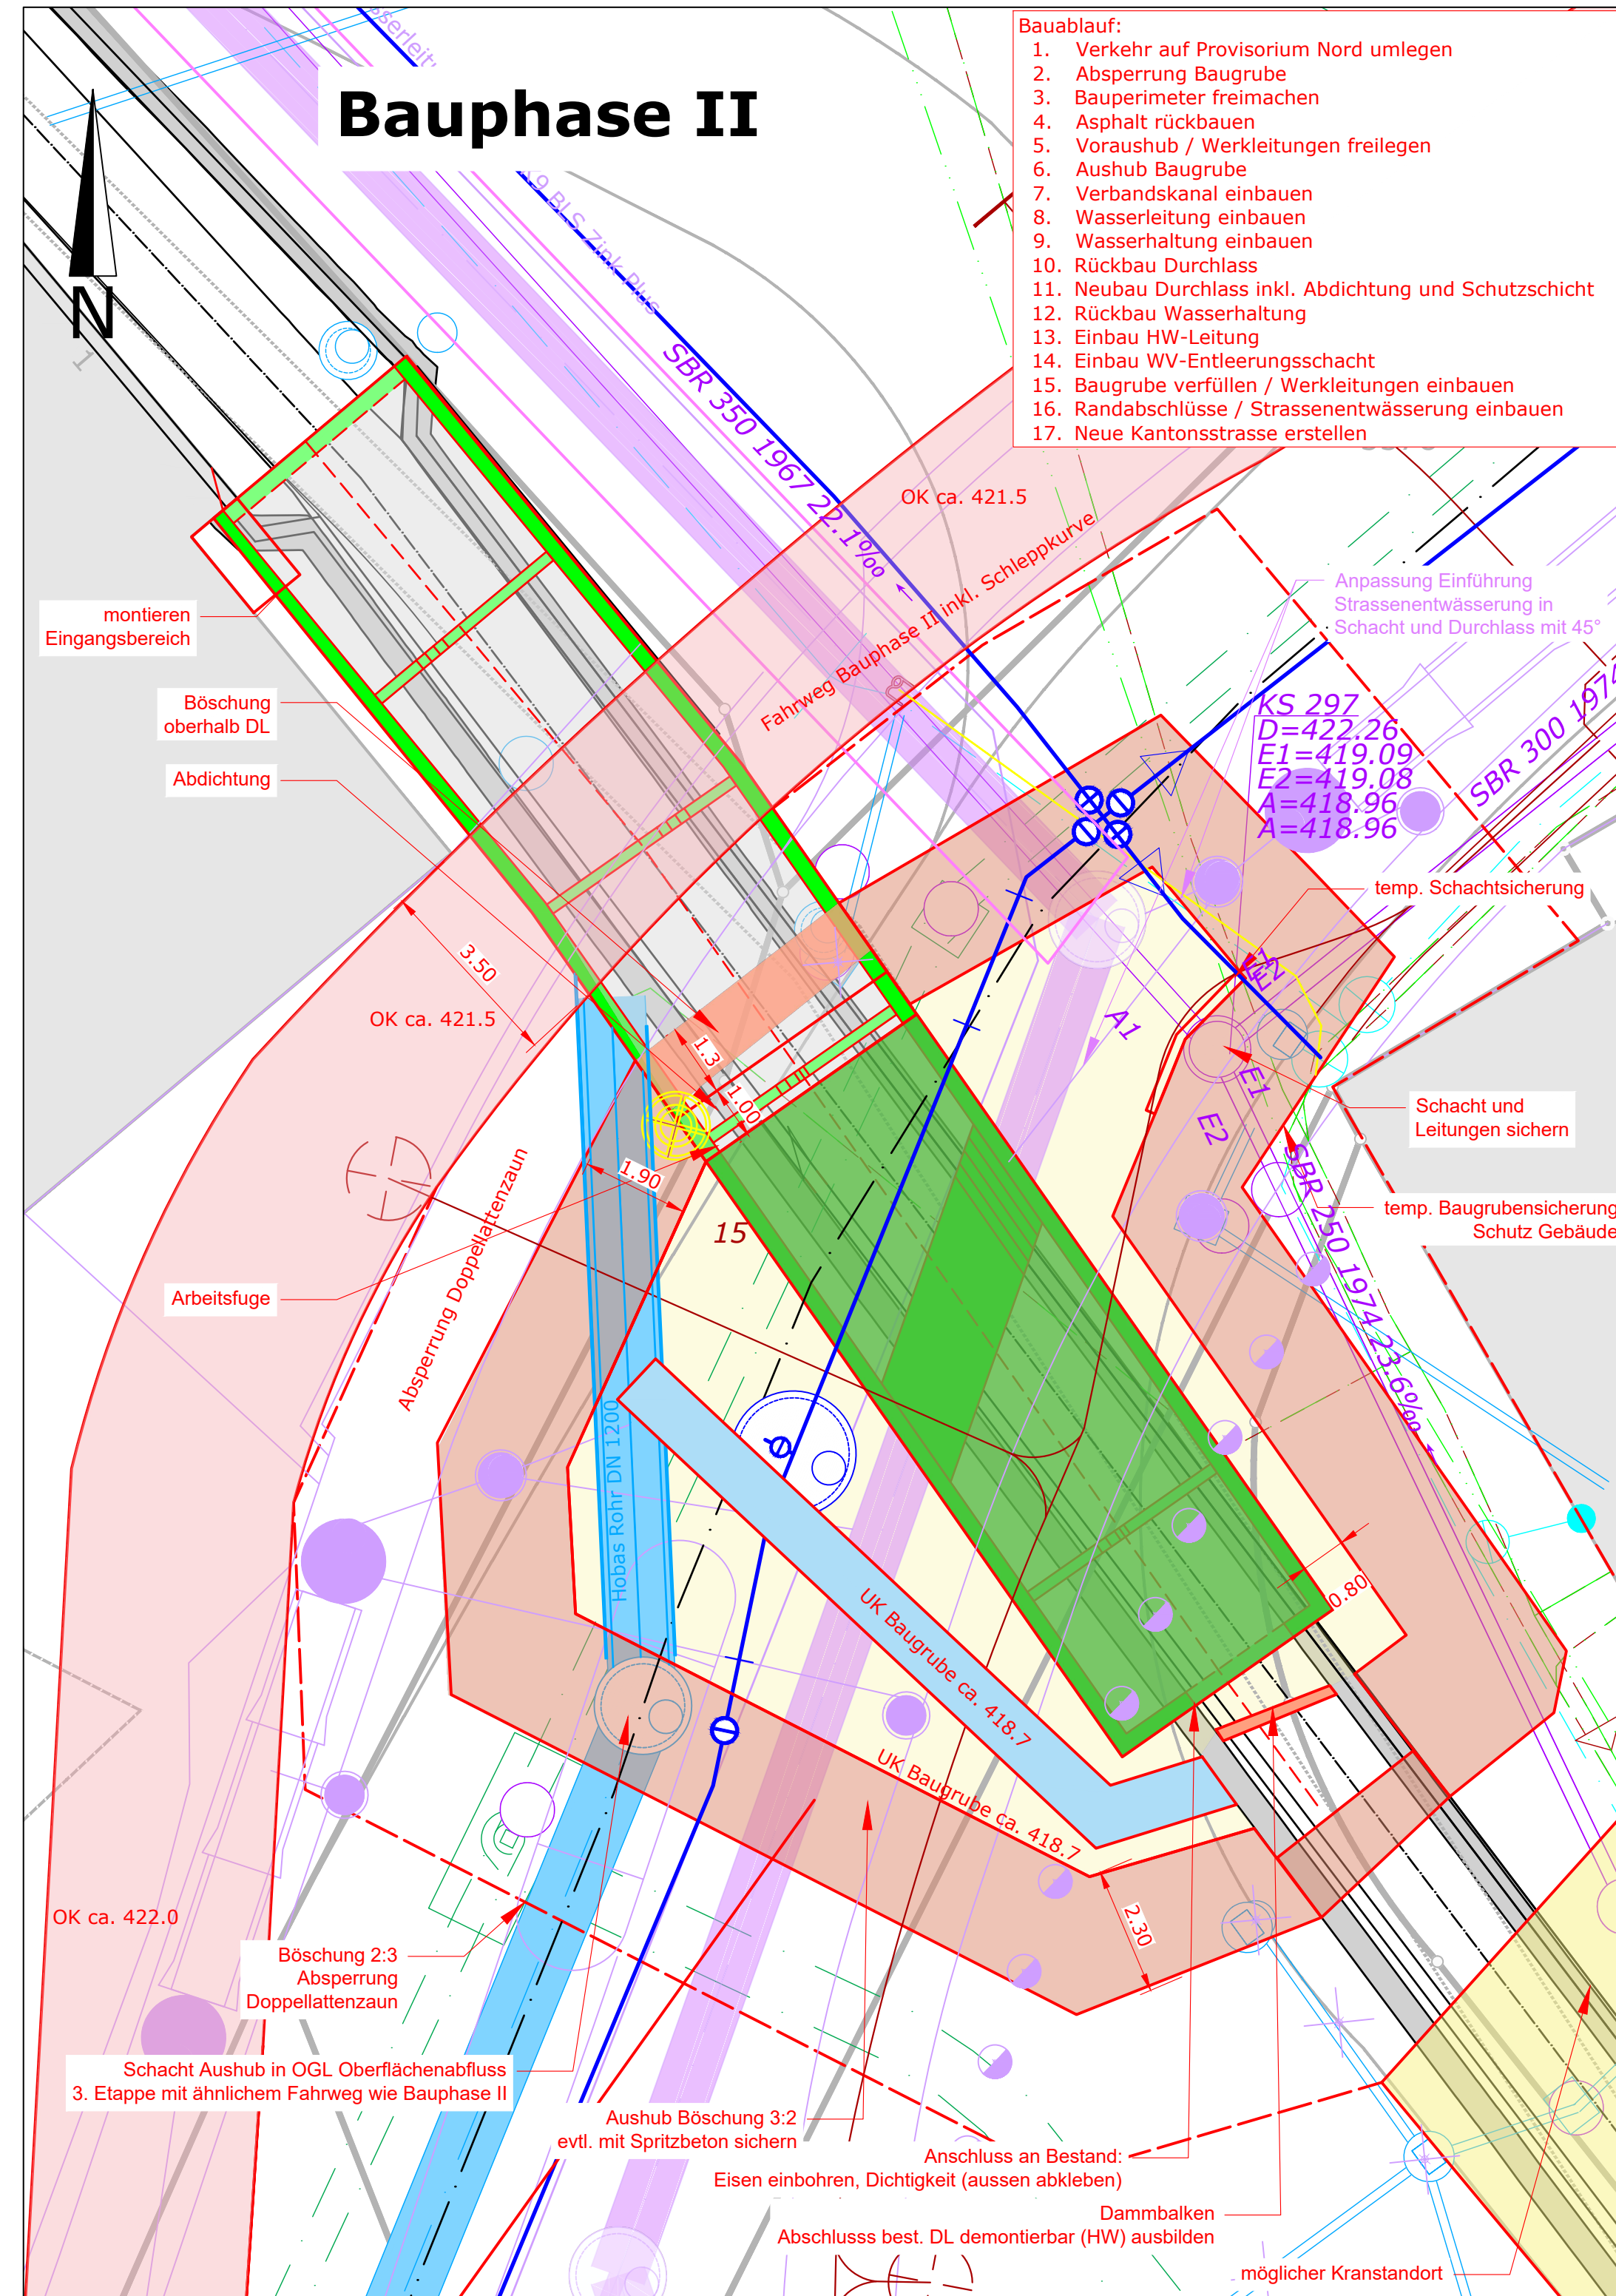 Bauphase II
N
1
Bauablauf:
1. Verkehr auf Provisorium Nord umlegen
2. Absperrung Baugrube
3. Bauperimeter freimachen
4. Asphalt rückbauen
5. Voraushub / Werkleitungen freilegen
6. Aushub Baugrube
7. Verbandskanal einbauen
8. Wasserleitung einbauen
9. Wasserhaltung einbauen
10. Rückbau Durchlass
11. Neubau Durchlass inkl. Abdichtung und Schutzschicht
12. Rückbau Wasserhaltung
13. Einbau HW-Leitung
14. Einbau WV-Entleerungsschacht
15. Baugrube verfüllen / Werkleitungen einbauen
16. Randabschlüsse / Strassenentwässerung einbauen
17. Neue Kantonsstrasse erstellen
9 BLS Zink Plus
SBR 350 1967 22.1‰ →
OK ca. 421.5
Fahrweg Bauphase II inkl. Schleppkurve
Anpassung Einführung
Strassenentwässerung in
Schacht und Durchlass mit 45°
montieren
Eingangsbereich
Böschung
oberhalb DL
Abdichtung
KS 297
D=422.26
E1=419.09
E2=419.08
A=418.96
A=418.96
SBR 300 1974
temp. Schachtsicherung
3.50
OK ca. 421.5
E2
A1
1.3
1.00
E1
E2
Schacht und
Leitungen sichern
1.90
SBR 250 1974 23.6‰
temp. Baugrubensicherung
Schutz Gebäude
15
Absperrung Doppellattenzaun
Arbeitsfuge
Hobas Rohr DN 1200
0.80
UK Baugrube ca. 418.7
UK Baugrube ca. 418.7
2.30
OK ca. 422.0
Böschung 2:3
Absperrung
Doppellattenzaun
Schacht Aushub in OGL Oberflächenabfluss
3. Etappe mit ähnlichem Fahrweg wie Bauphase II
Aushub Böschung 3:2
evtl. mit Spritzbeton sichern
Anschluss an Bestand:
Eisen einbohren, Dichtigkeit (aussen abkleben)
Dammbalken
Abschlusss best. DL demontierbar (HW) ausbilden
möglicher Kranstandort